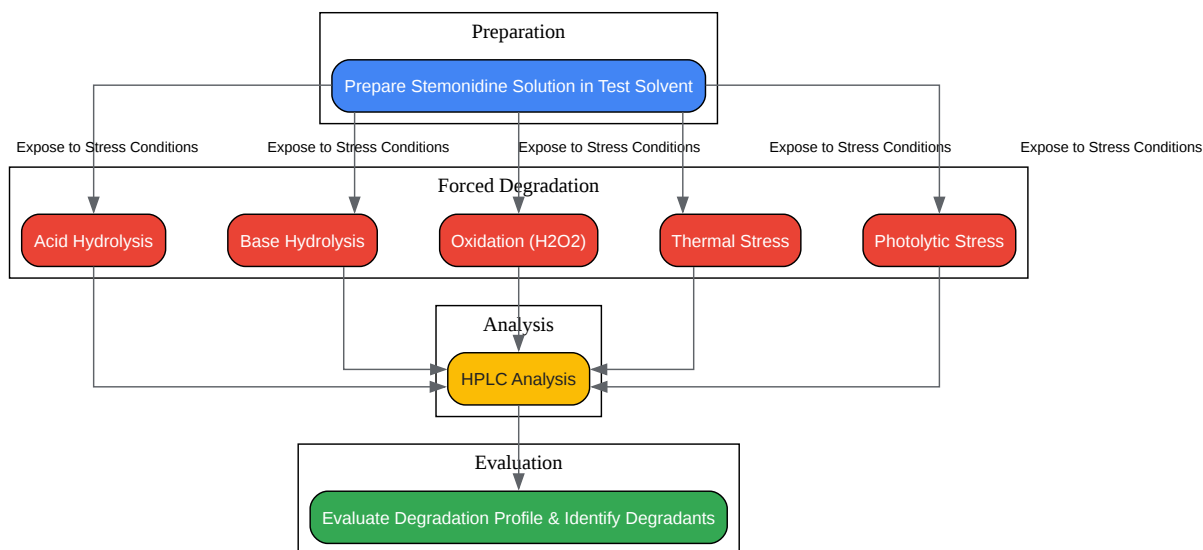 Preparation
Prepare Stemonidine Solution in Test Solvent
Expose to Stress Conditions
Expose to Stress Conditions
Expose to Stress Conditions
Expose to Stress Conditions
Expose to Stress Conditions
Forced Degradation
Acid Hydrolysis
Base Hydrolysis
Oxidation (H2O2)
Thermal Stress
Photolytic Stress
Analysis
HPLC Analysis
Evaluation
Evaluate Degradation Profile & Identify Degradants